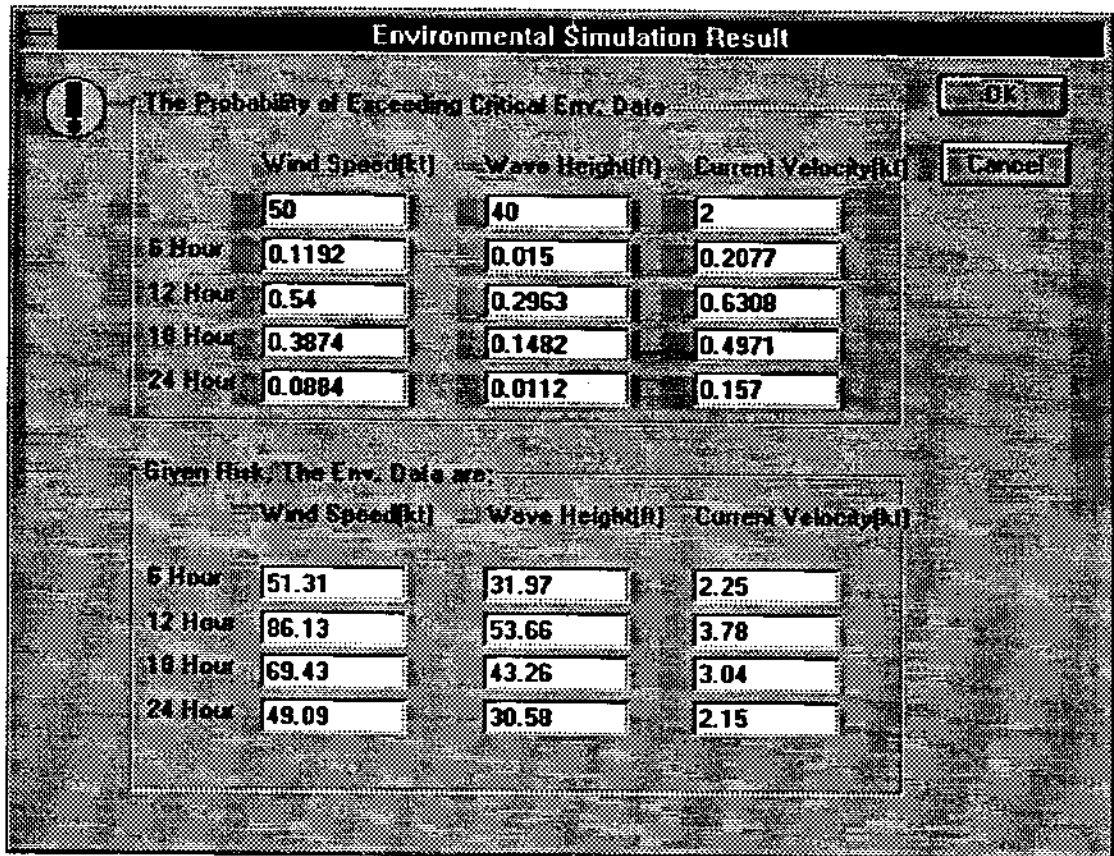 Environmental Simulation Result
The Probability of Exceeding Critical Env. Data
OK
Cancel
Wind Speed(kt) Wave Height(ft) Current Velocity(kt)
50 40 2
6 Hour 0.1192 0.015 0.2077
12 Hour 0.54 0.2963 0.6308
18 Hour 0.3874 0.1482 0.4971
24 Hour 0.0884 0.0112 0.157
Given Risk, The Env. Data are:
Wind Speed(kt) Wave Height(ft) Current Velocity(kt)
6 Hour 51.31 31.97 2.25
12 Hour 86.13 53.66 3.78
18 Hour 69.43 43.26 3.04
24 Hour 49.09 30.58 2.15